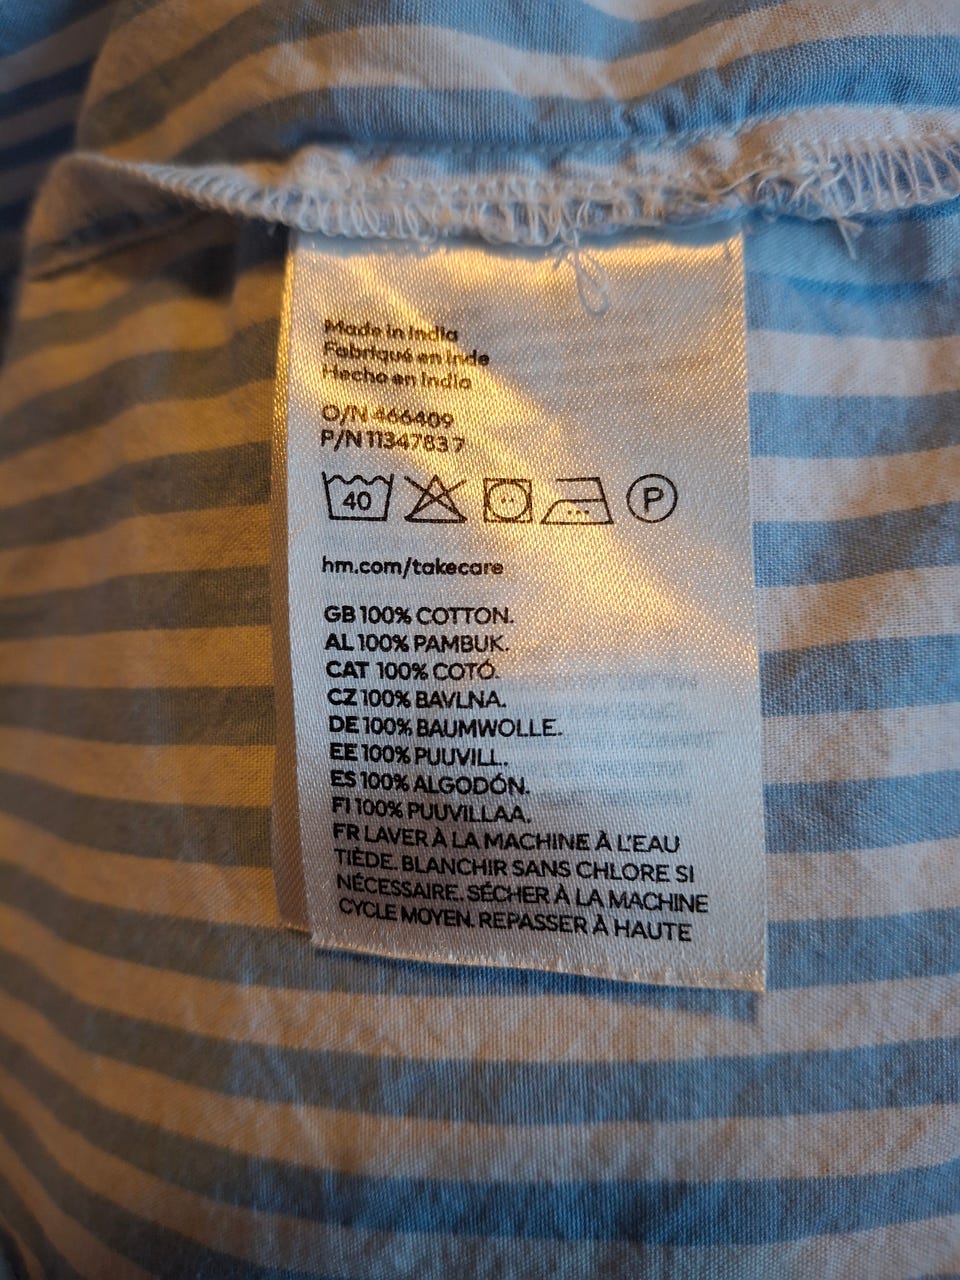 Made in India
Fabriqué en Inde
Hecho en India
O/N 466409
P/N 11347837
40 P
hm.com/takecare
GB 100% COTTON.
AL 100% PAMBUK.
CAT 100% COTÓ.
CZ 100% BAVLNA.
DE 100% BAUMWOLLE.
EE 100% PUUVILL.
ES 100% ALGODÓN.
FI 100% PUUVILLAA.
FR LAVER À LA MACHINE À L'EAU
TIÈDE. BLANCHIR SANS CHLORE SI
NÉCESSAIRE. SÉCHER À LA MACHINE
CYCLE MOYEN. REPASSER À HAUTE